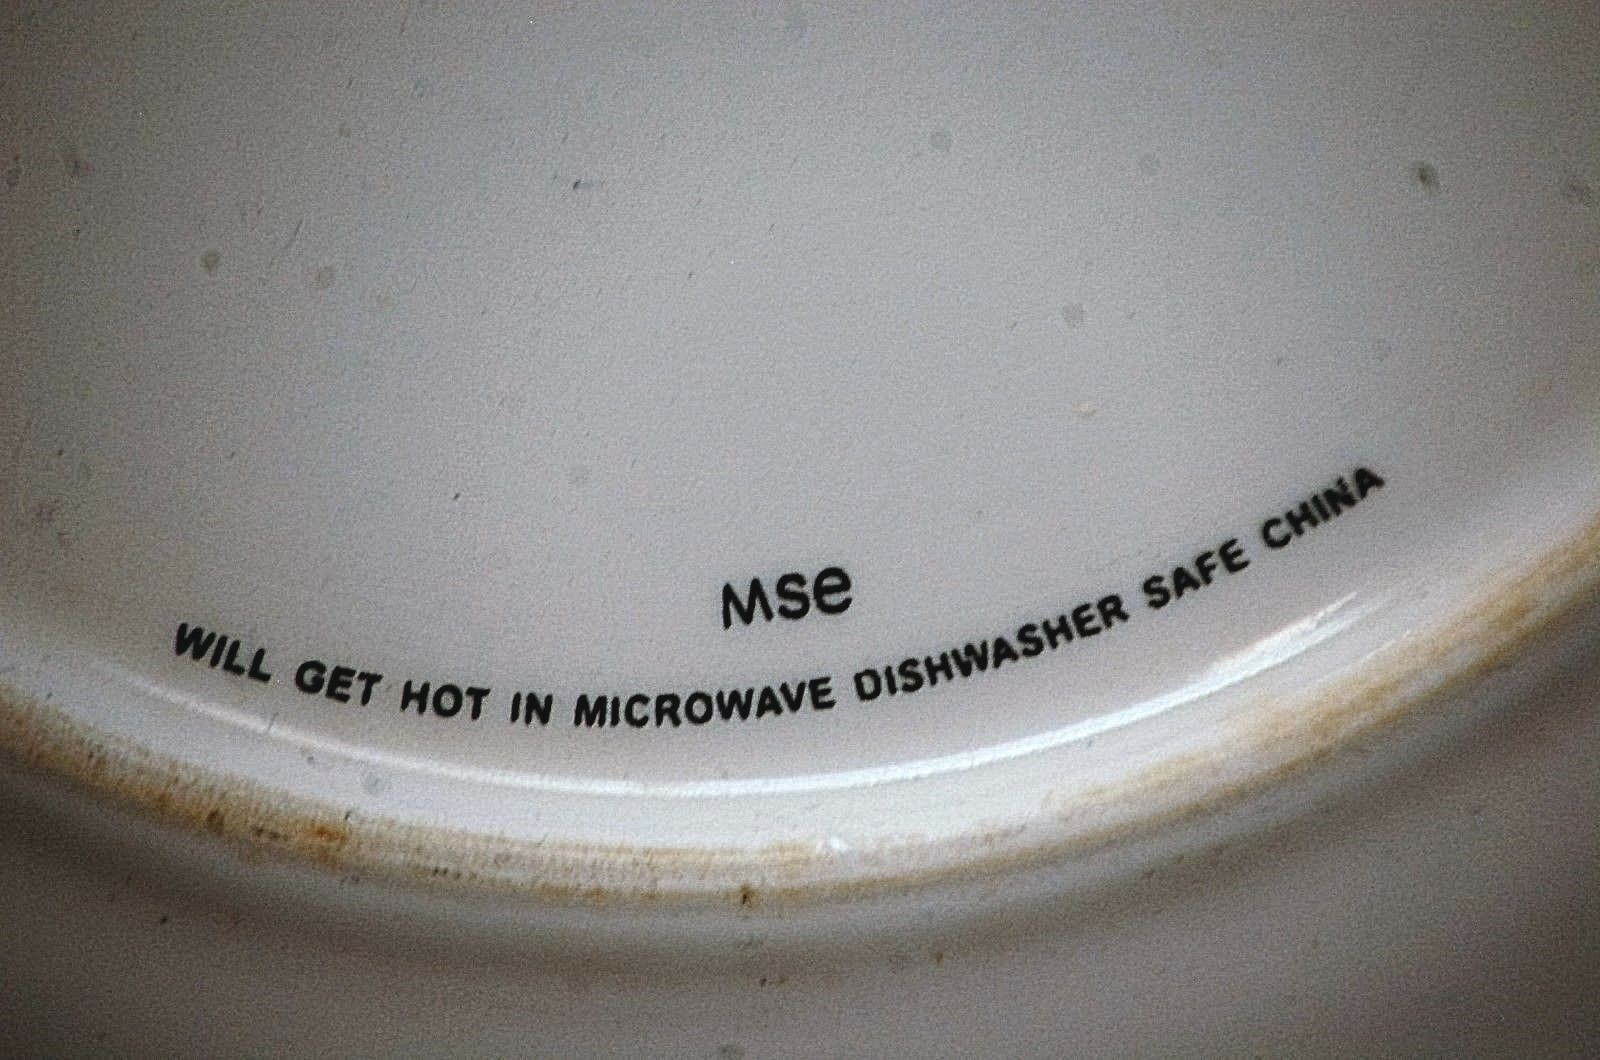 Mse
WILL GET HOT IN MICROWAVE DISHWASHER SAFE CHINA